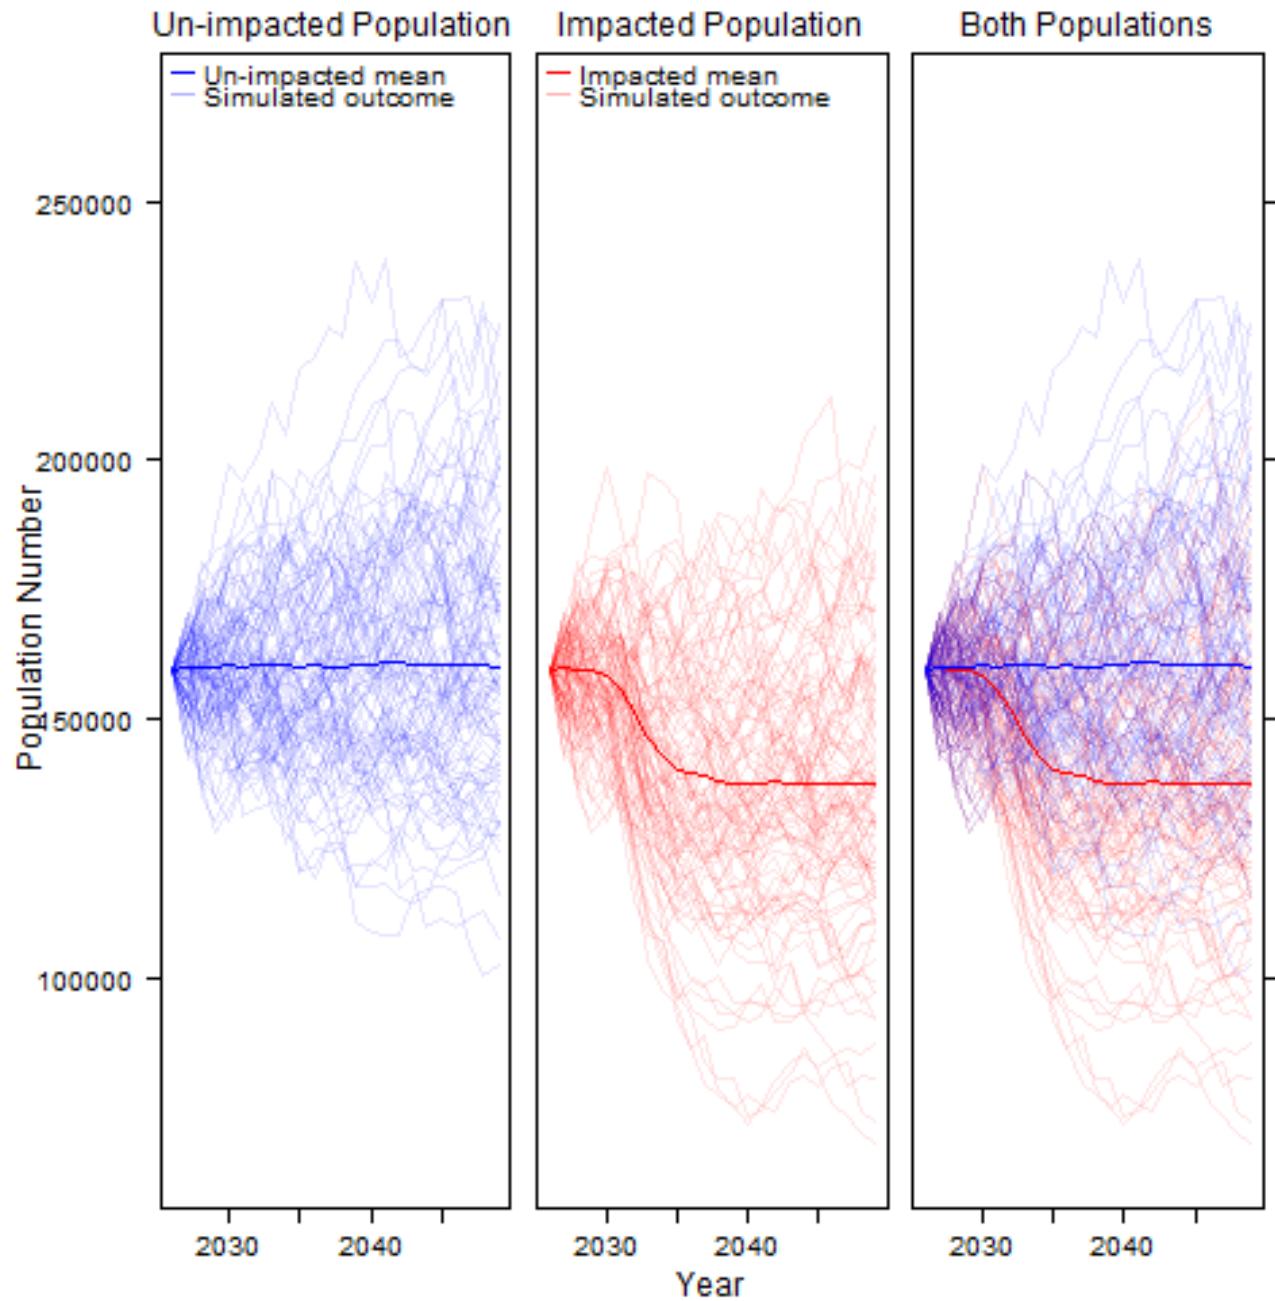 Un-impacted Population
Impacted Population
Both Populations
Un-impacted mean
Simulated outcome
Impacted mean
Simulated outcome
250000
200000
150000
100000
Population Number
2030
2040
2030
2040
2030
2040
Year